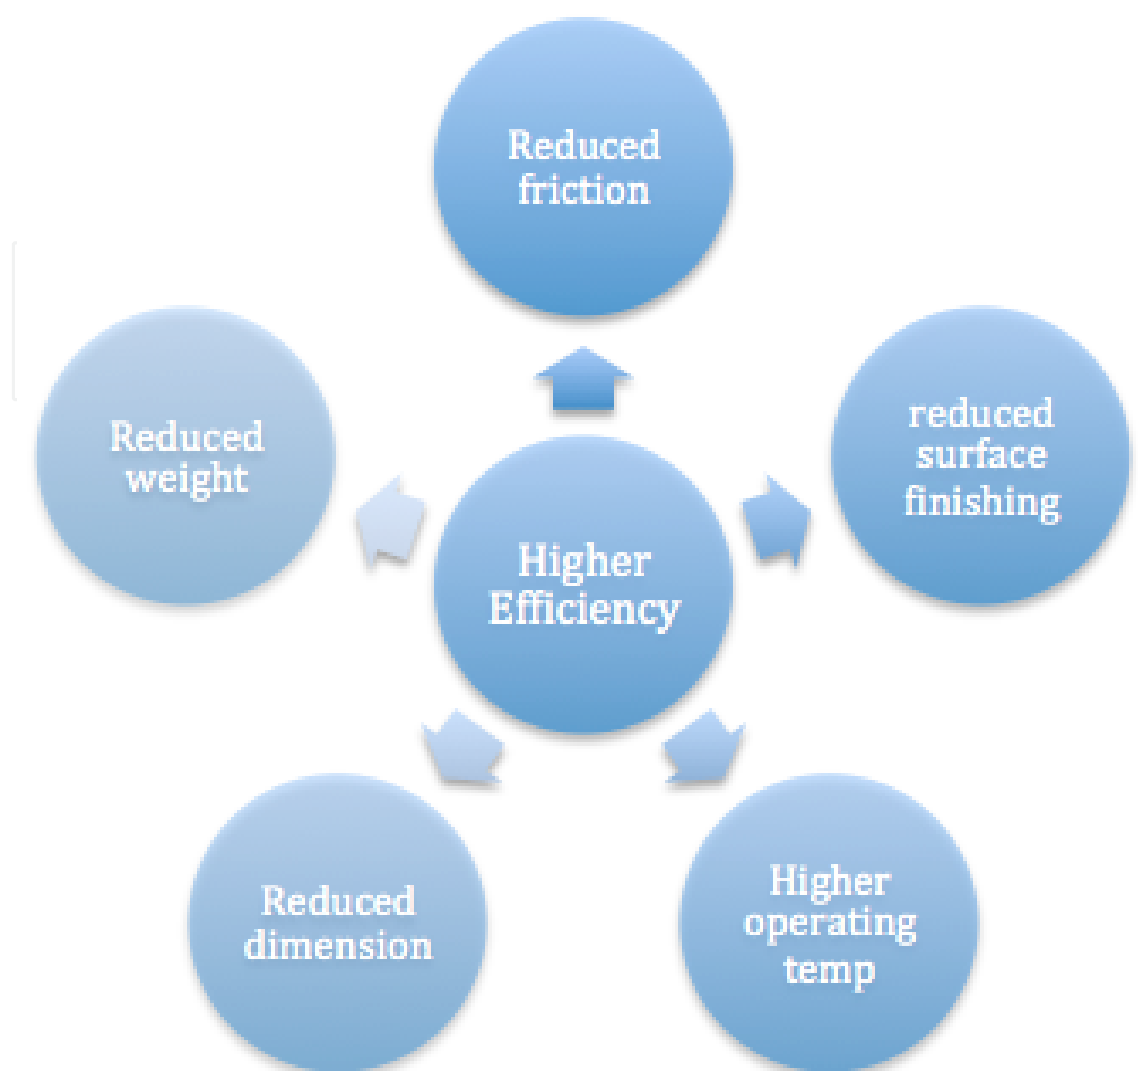 Reduced
friction
reduced
surface
finishing
Higher
operating
temp
Reduced
dimension
Reduced
weight
Higher
Efficiency